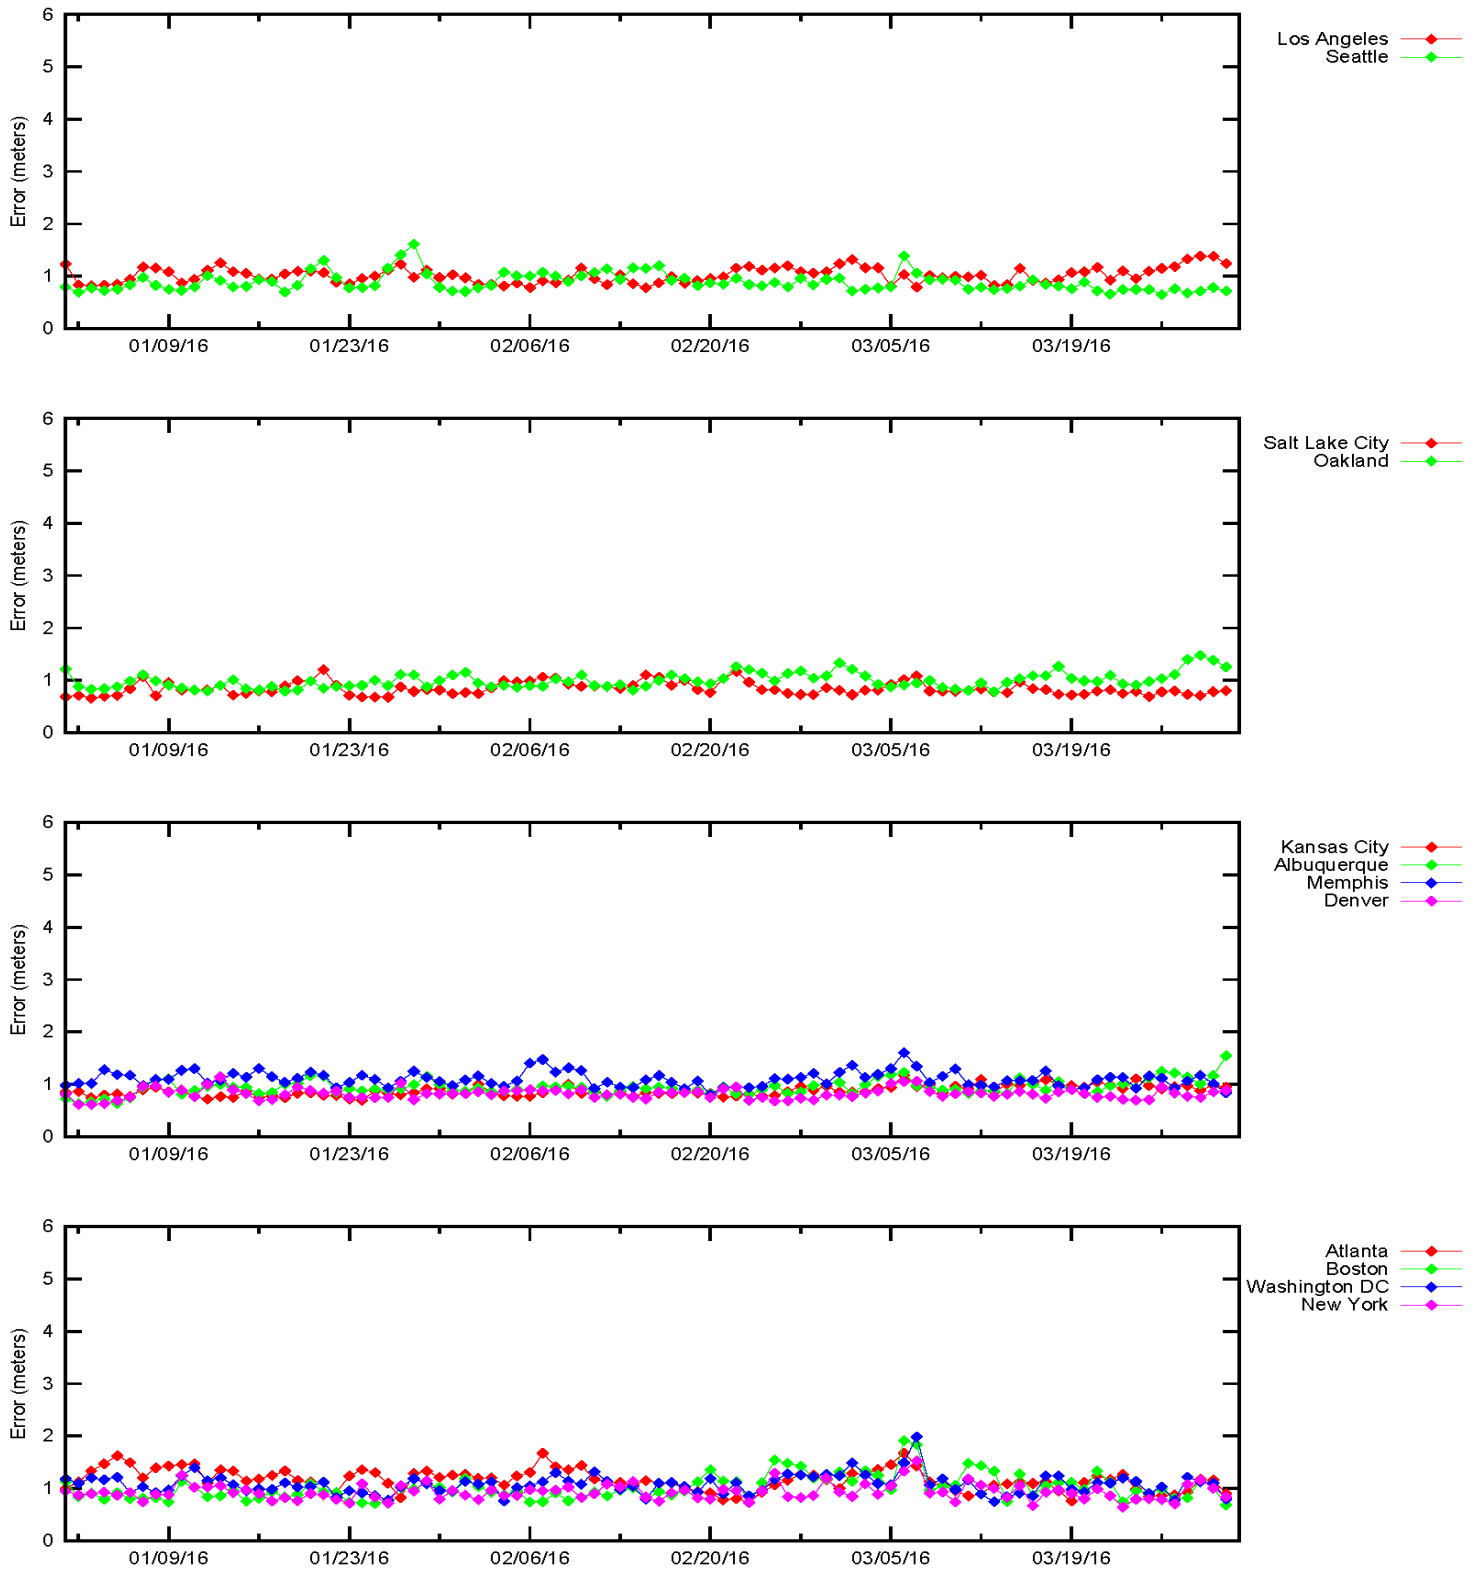 6
5
4
3
2
1
0
Error (meters)
01/09/16 01/23/16 02/06/16 02/20/16 03/05/16 03/19/16
Los Angeles
Seattle
6
5
4
3
2
1
0
Error (meters)
01/09/16 01/23/16 02/06/16 02/20/16 03/05/16 03/19/16
Salt Lake City
Oakland
6
5
4
3
2
1
0
Error (meters)
01/09/16 01/23/16 02/06/16 02/20/16 03/05/16 03/19/16
Kansas City
Albuquerque
Memphis
Denver
6
5
4
3
2
1
0
Error (meters)
01/09/16 01/23/16 02/06/16 02/20/16 03/05/16 03/19/16
Atlanta
Boston
Washington DC
New York